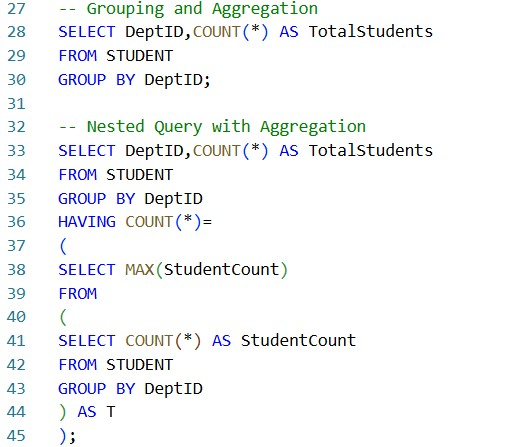 27 -- Grouping and Aggregation
28 SELECT DeptID,COUNT(*) AS TotalStudents
29 FROM STUDENT
30 GROUP BY DeptID;
31
32 -- Nested Query with Aggregation
33 SELECT DeptID,COUNT(*) AS TotalStudents
34 FROM STUDENT
35 GROUP BY DeptID
36 HAVING COUNT(*)=
37 (
38 SELECT MAX(StudentCount)
39 FROM
40 (
41 SELECT COUNT(*) AS StudentCount
42 FROM STUDENT
43 GROUP BY DeptID
44 ) AS T
45 );